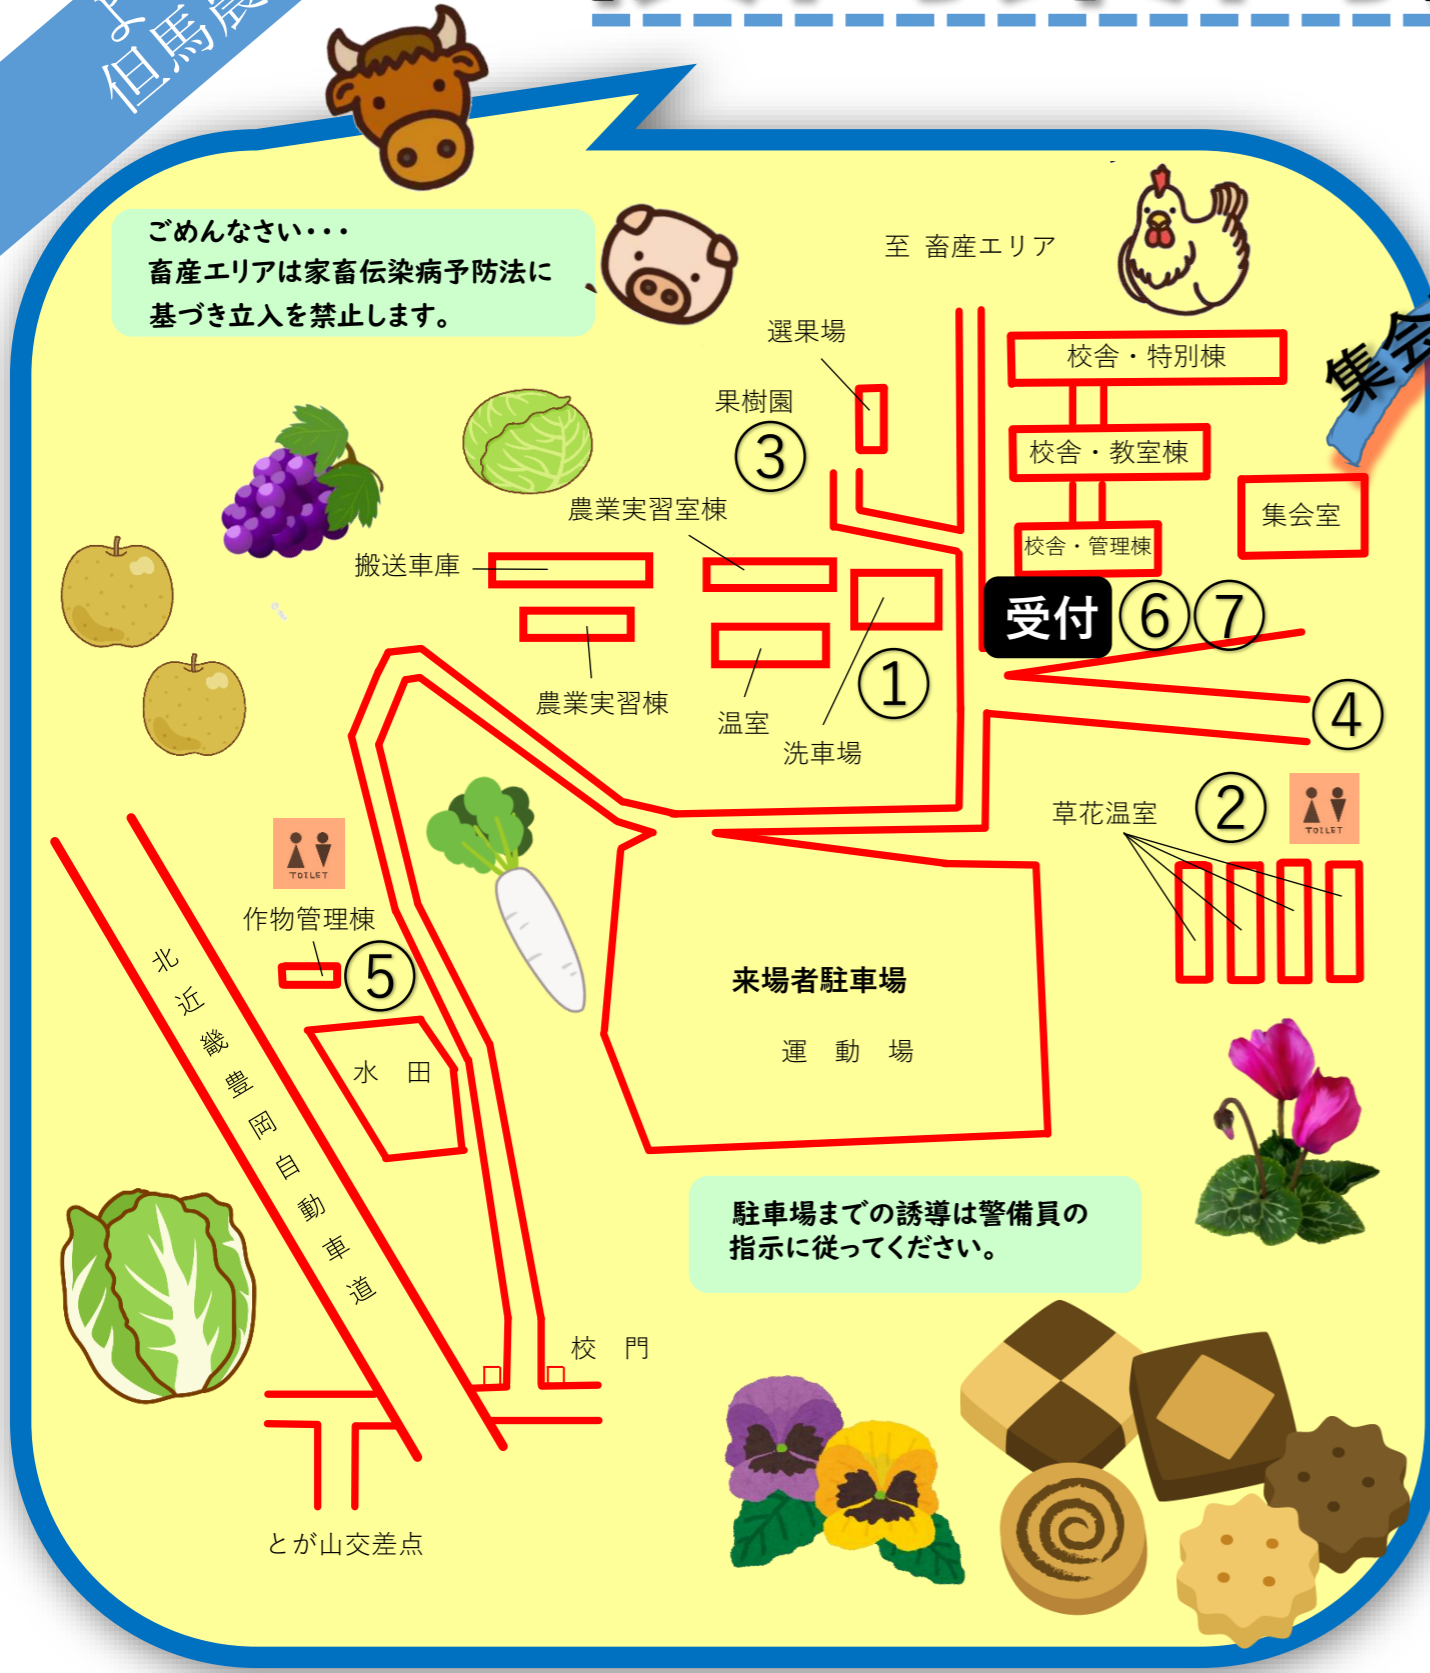 但馬農
ごめんなさい・・・
畜産エリアは家畜伝染病予防法に
基づき立入を禁止します。
至 畜産エリア
選果場
果樹園
③
校舎・特別棟
校舎・教室棟
集会
集会室
校舎・管理棟
農業実習室棟
搬送車庫
受付 ⑥⑦
①
農業実習棟
温室
洗車場
④
草花温室
②
TOILET
TOILET
作物管理棟
⑤
来場者駐車場
運動場
水田
北近畿豊岡自動車道
駐車場までの誘導は警備員の
指示に従ってください。
校門
とが山交差点